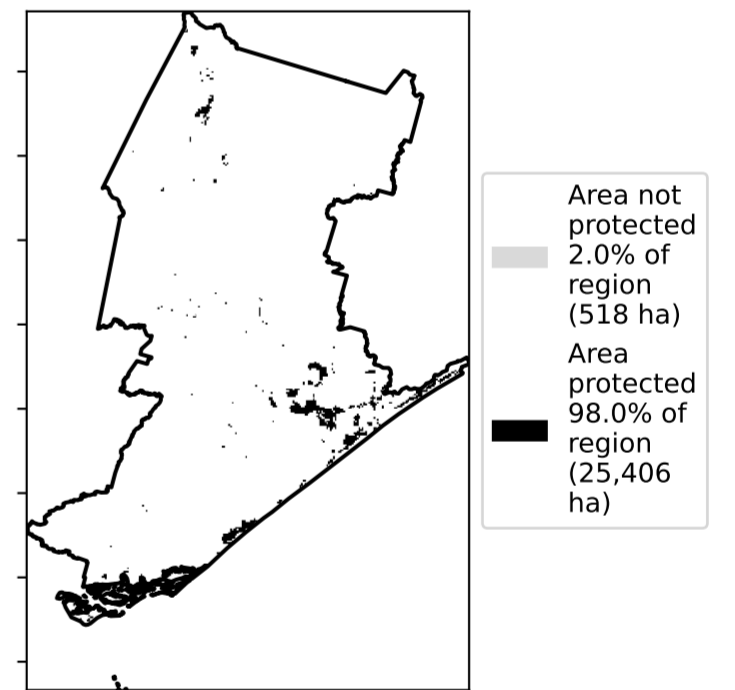 Area not
protected
2.0% of
region
(518 ha)
Area
protected
98.0% of
region
(25,406
ha)